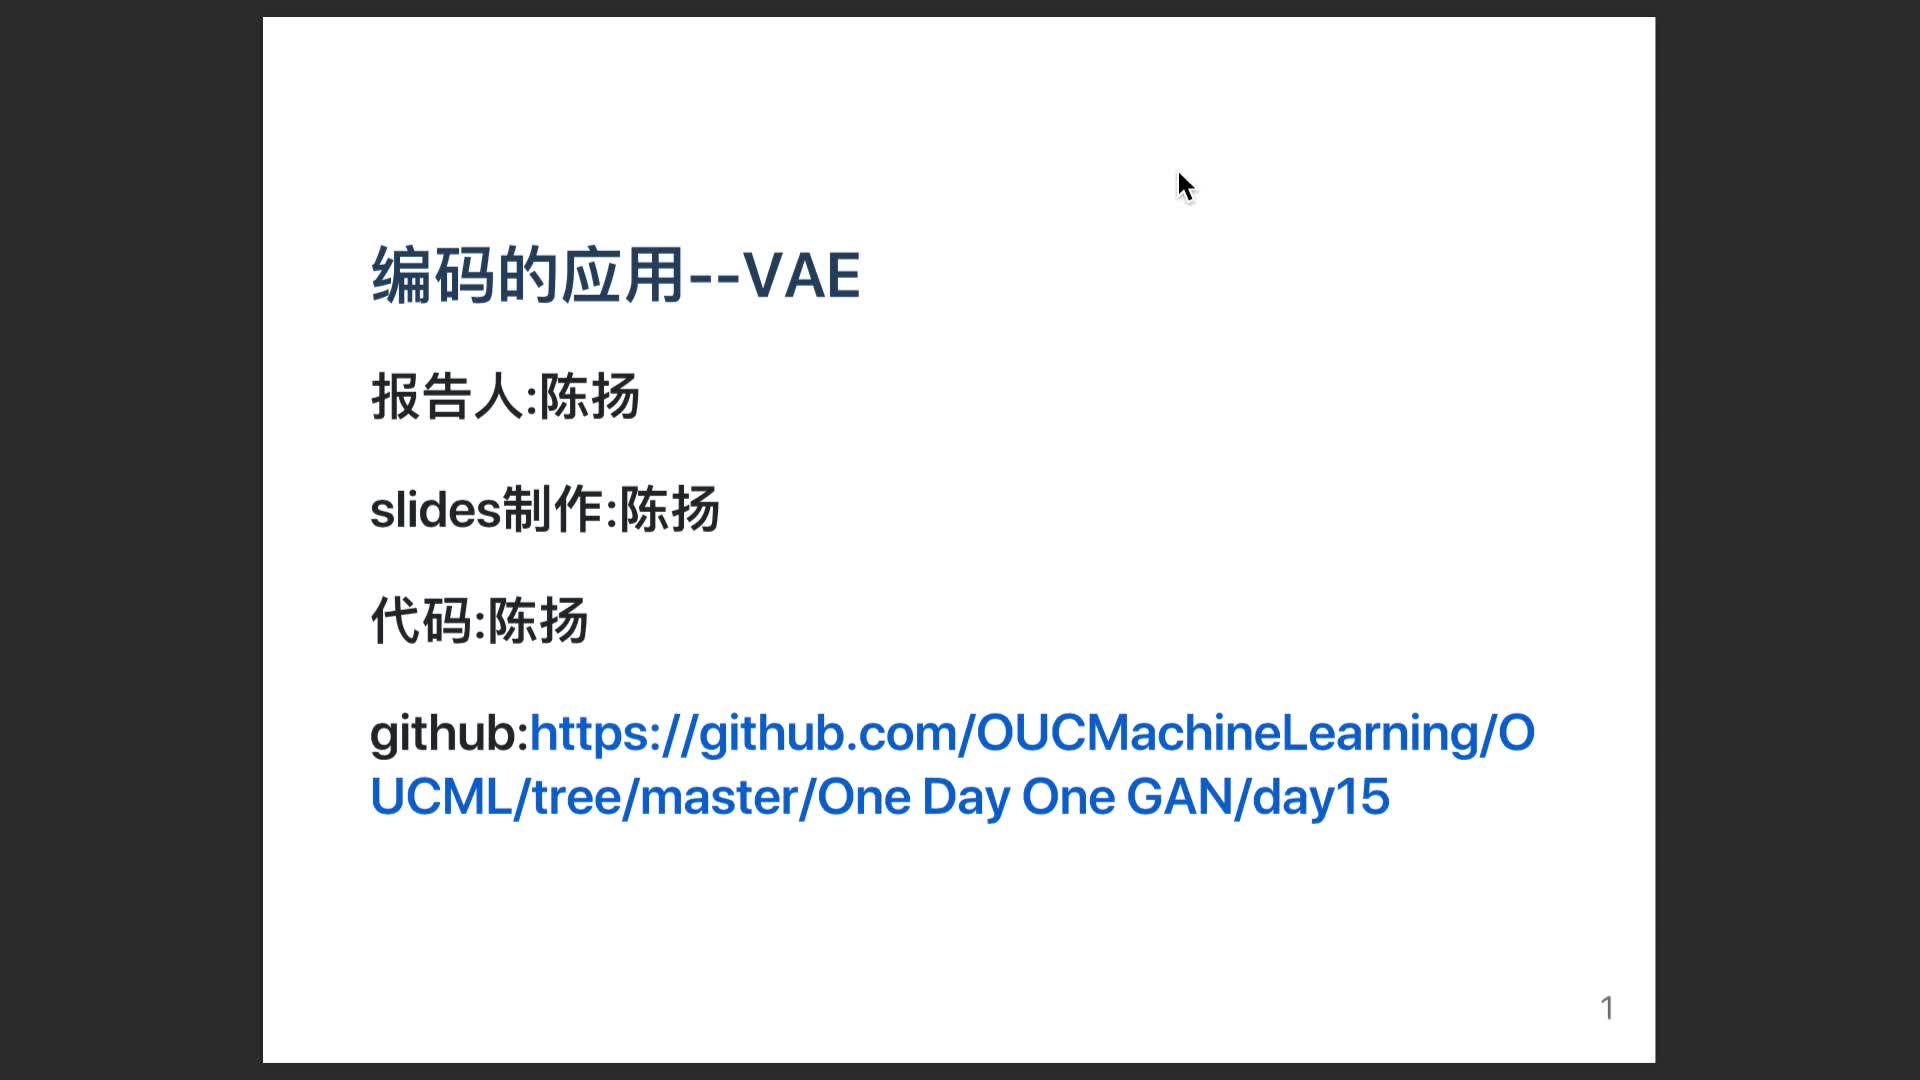 编码的应用--VAE
报告人:陈扬
slides制作:陈扬
代码:陈扬
github:https://github.com/OUCMachineLearning/O
UCML/tree/master/One Day One GAN/day15
1